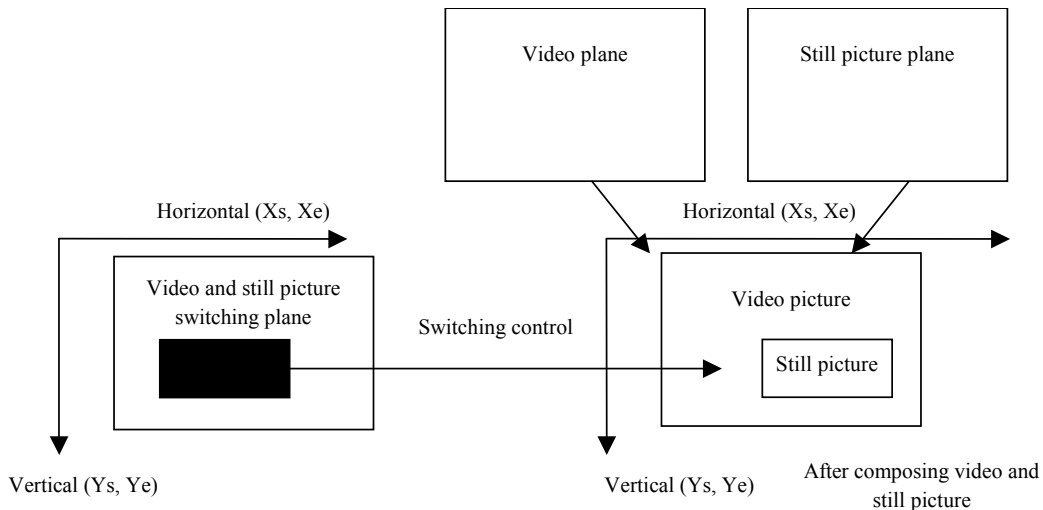 Video plane
Still picture plane
Horizontal (Xs, Xe)
Horizontal (Xs, Xe)
Video and still picture
switching plane
Switching control
Video picture
Still picture
Vertical (Ys, Ye)
Vertical (Ys, Ye)
After composing video and
still picture